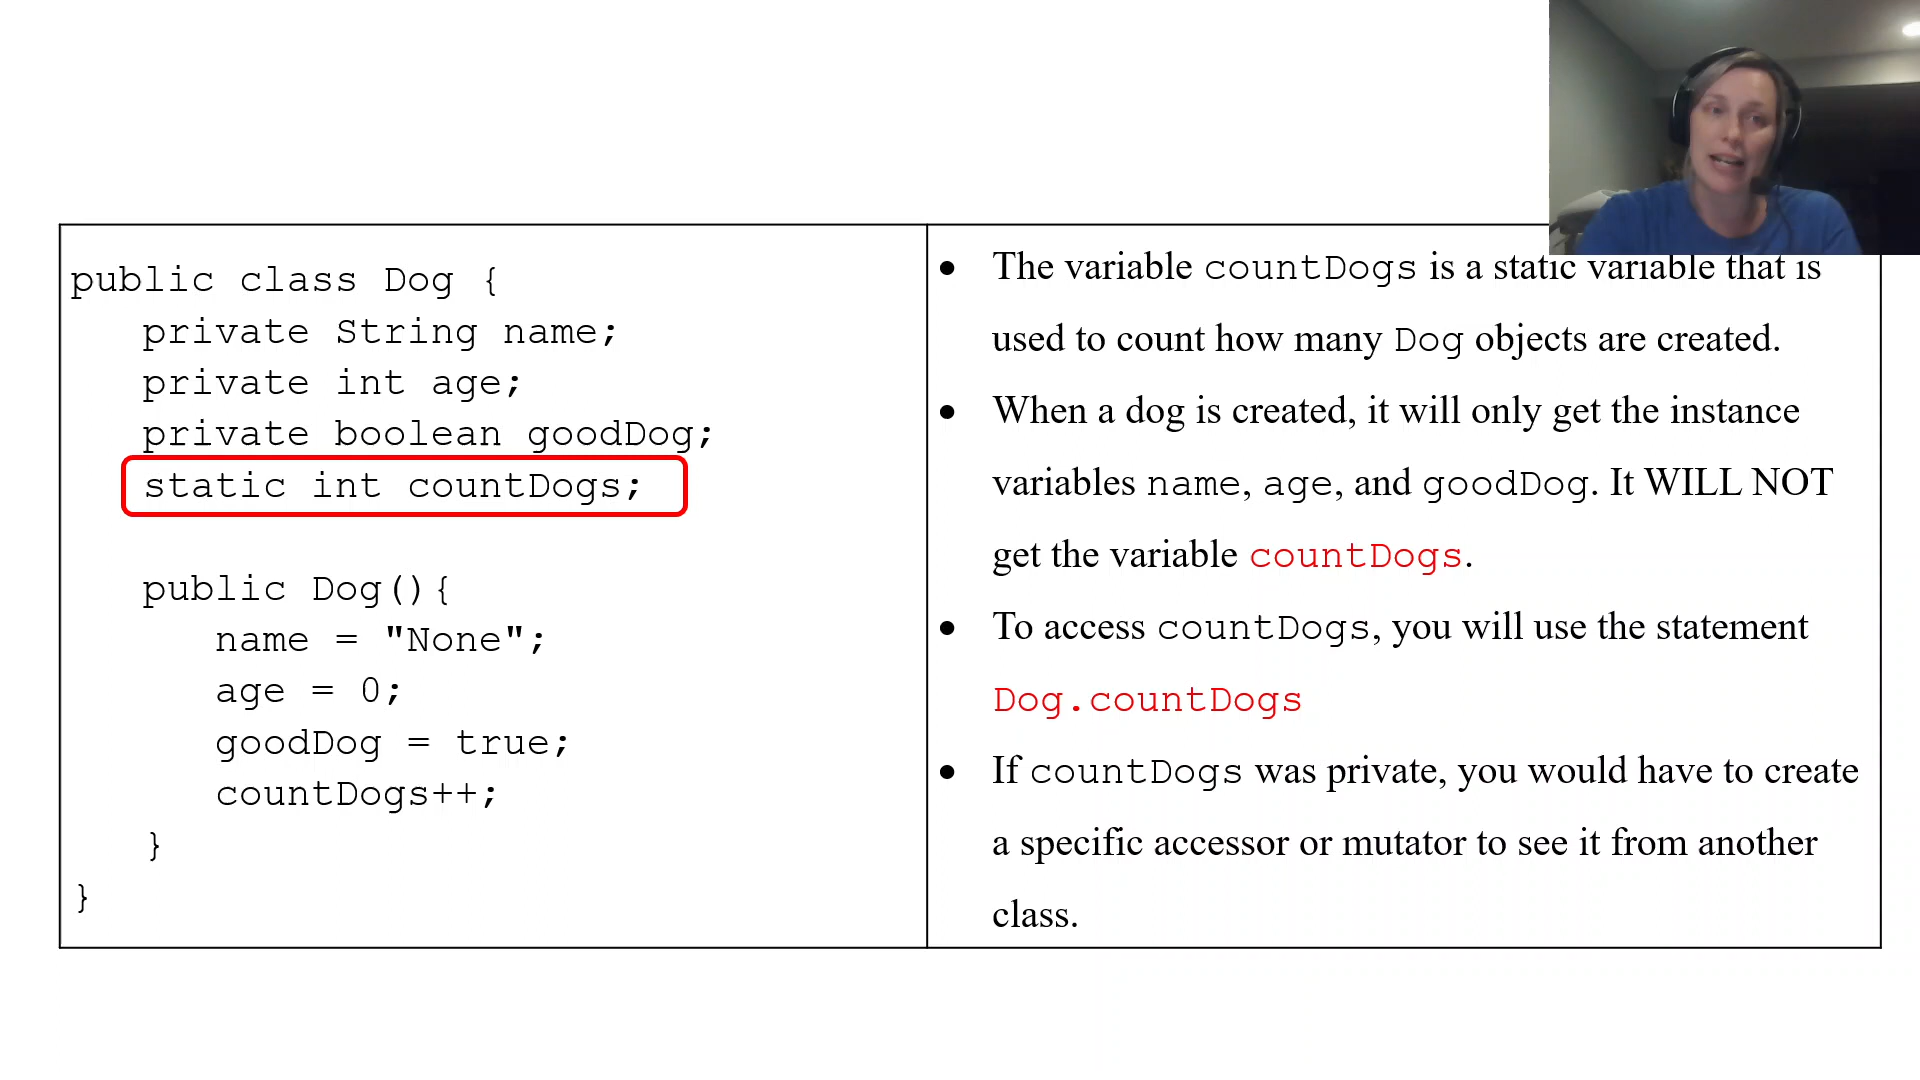 public class Dog {
private String name;
private int age;
private boolean goodDog;
static int countDogs;
public Dog(){
name = "None";
age = 0;
goodDog = true;
countDogs++;
}
}
The variable countDogs is a static variable that is
used to count how many Dog objects are created.
When a dog is created, it will only get the instance
variables name, age, and goodDog. It WILL NOT
get the variable countDogs.
To access countDogs, you will use the statement
Dog.countDogs
If countDogs was private, you would have to create
a specific accessor or mutator to see it from another
class.